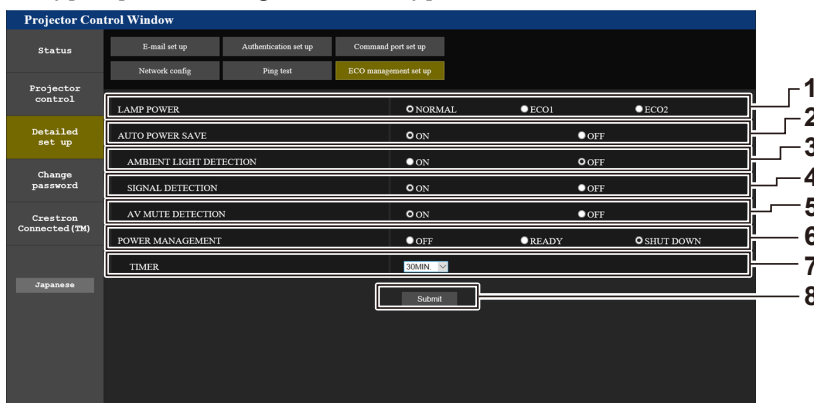 Projector Control Window
Status
E-mail set up
Authentication set up
Command port set up
Network config
Ping test
ECO management set up
Projector
control
Detailed
set up
Change
password
Crestron
Connected(TM)
Japanese
LAMP POWER NORMAL ECO1 ECO2 1
AUTO POWER SAVE ON OFF 2
AMBIENT LIGHT DETECTION ON OFF 3
SIGNAL DETECTION ON OFF 4
AV MUTE DETECTION ON OFF 5
POWER MANAGEMENT OFF READY SHUT DOWN 6
TIMER 30MIN. 7
Submit 8